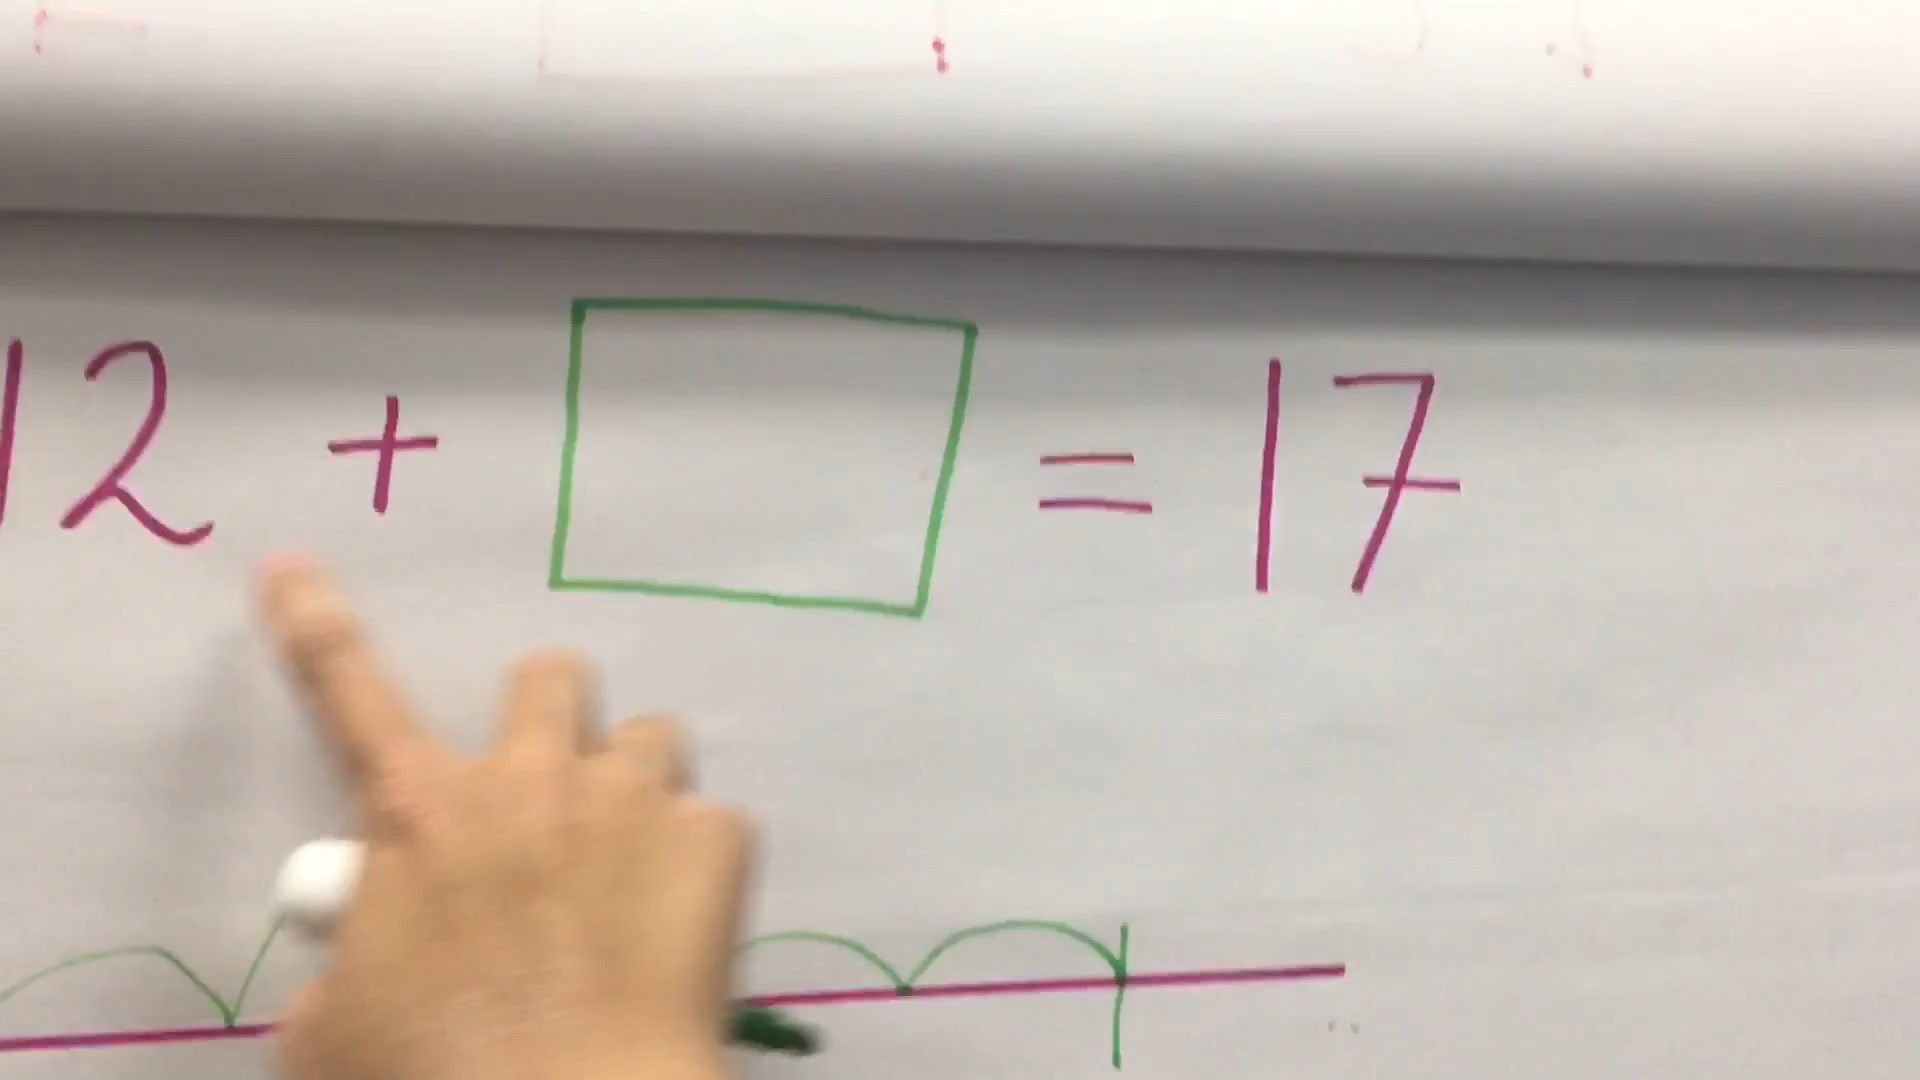 12 + □ = 17